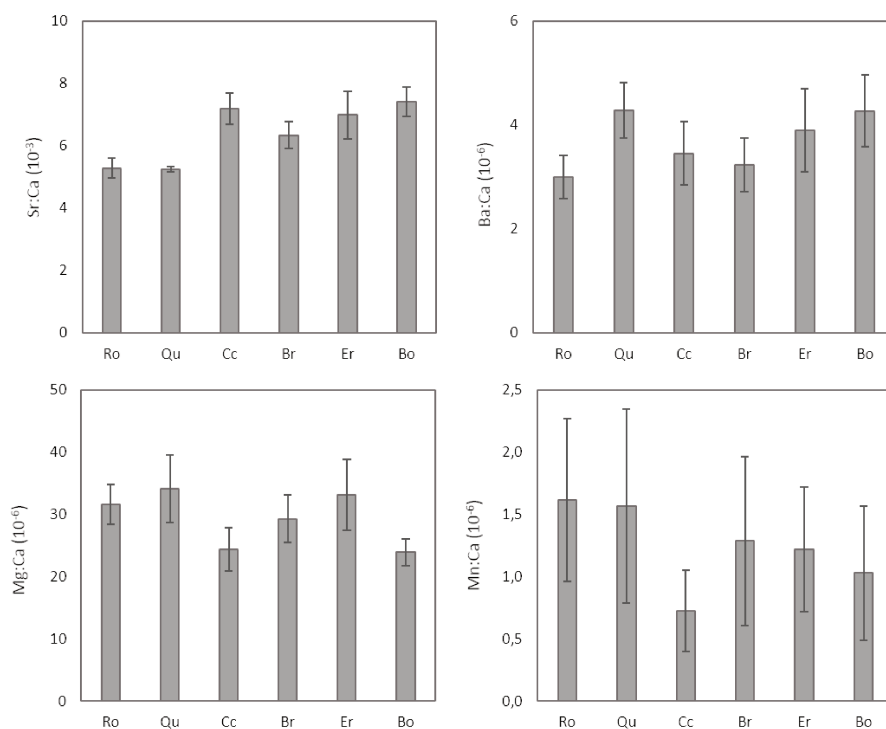 10
8
6
4
2
0
Sr:Ca (10⁻³)
Ro Qu Cc Br Er Bo
6
4
2
0
Ba:Ca (10⁻⁶)
Ro Qu Cc Br Er Bo
50
40
30
20
10
0
Mg:Ca (10⁻⁶)
Ro Qu Cc Br Er Bo
2,5
2,0
1,5
1,0
0,5
0,0
Mn:Ca (10⁻⁶)
Ro Qu Cc Br Er Bo